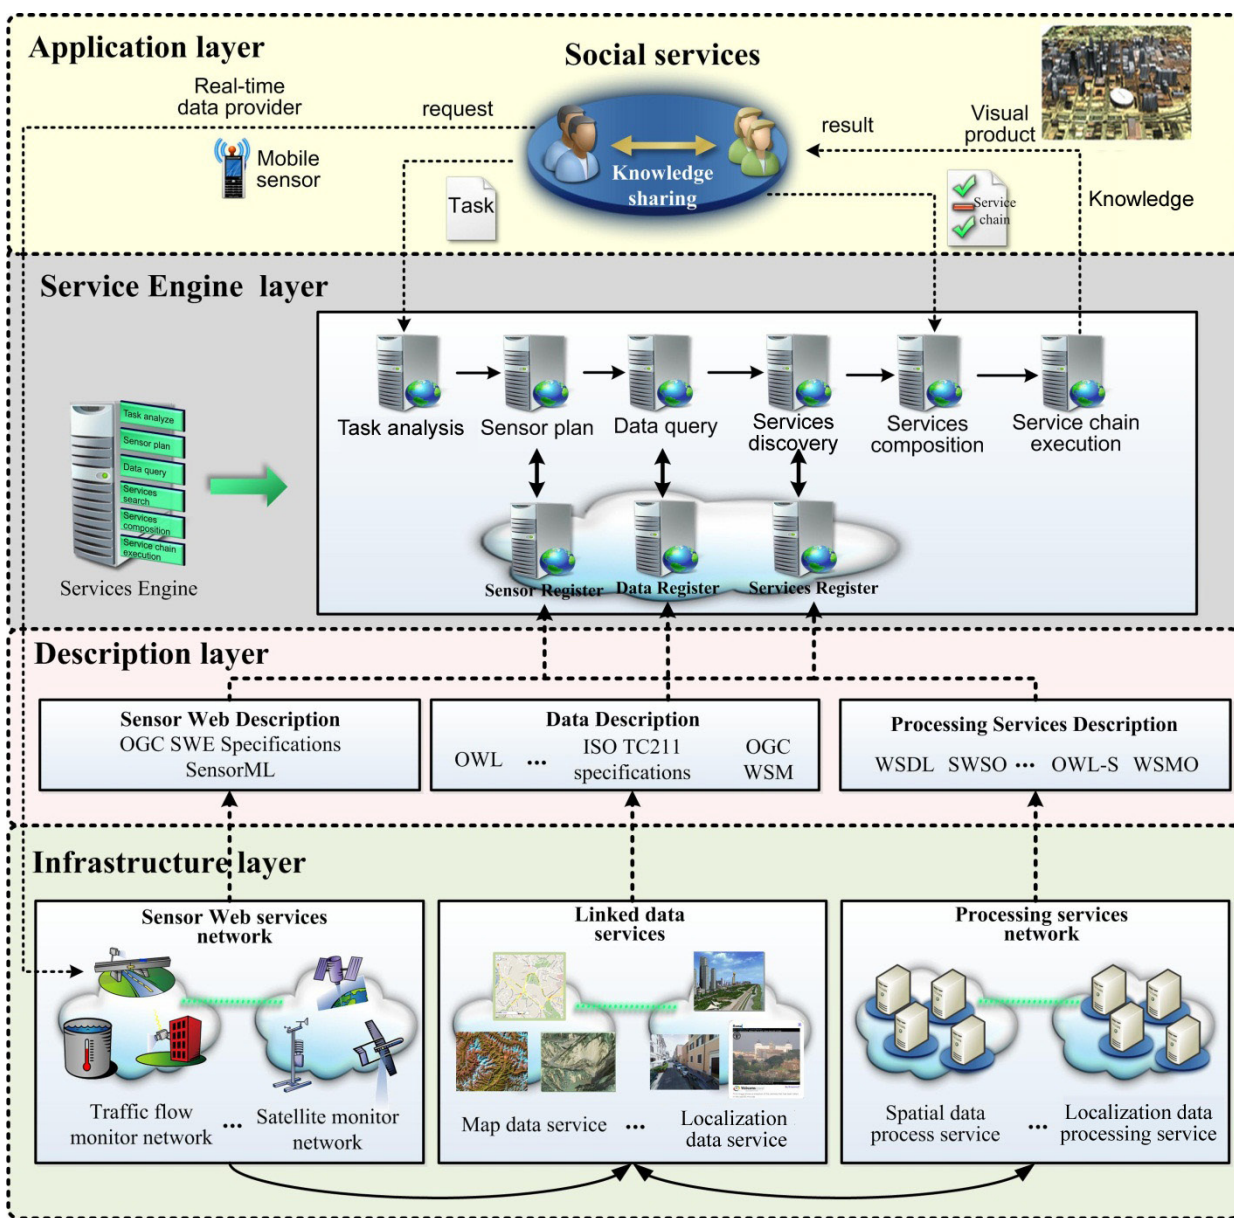 Application layer
Social services
Real-time
data provider
request
result
Visual
product
Mobile
sensor
Knowledge
sharing
Task
Service
chain
Knowledge
Service Engine layer
Task analysis
Sensor plan
Data query
Services
discovery
Services
composition
Service chain
execution
Task analyze
Sensor plan
Data query
Services
search
Services
composition
Service chain
execution
Services Engine
Sensor Register
Data Register
Services Register
Description layer
Sensor Web Description
OGC SWE Specifications
SensorML
Data Description
OWL ... ISO TC211
specifications
OGC
WSM
Processing Services Description
WSDL SWSO ... OWL-S WSMO
Infrastructure layer
Sensor Web services
network
Traffic flow
monitor network
...
Satellite monitor
network
Linked data
services
Map data service
...
Localization
data service
Processing services
network
Spatial data
process service
...
Localization data
processing service